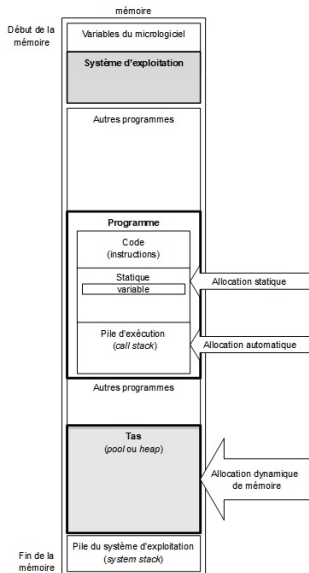 mémoire
Début de la
mémoire
Variables du micrologiciel
Système d'exploitation
Autres programmes
Programme
Code
(instructions)
Statique
variable
Allocation statique
Pile d'exécution
(call stack)
Allocation automatique
Autres programmes
Tas
(pool ou heap)
Allocation dynamique
de mémoire
Pile du système d'exploitation
(system stack)
Fin de la
mémoire